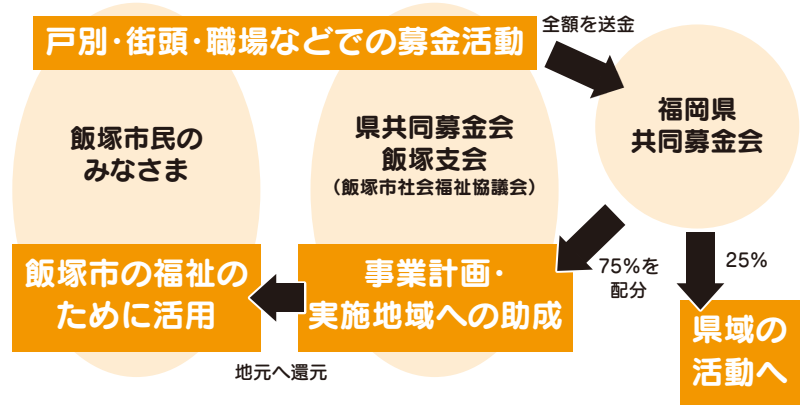 戸別・街頭・職場などでの募金活動
全額を送金
福岡県
共同募金会
飯塚市民の
みなさま
県共同募金会
飯塚支会
（飯塚市社会福祉協議会）
75%を
配分
25%
事業計画・
実施地域への助成
飯塚市の福祉の
ために活用
地元へ還元
県域の
活動へ